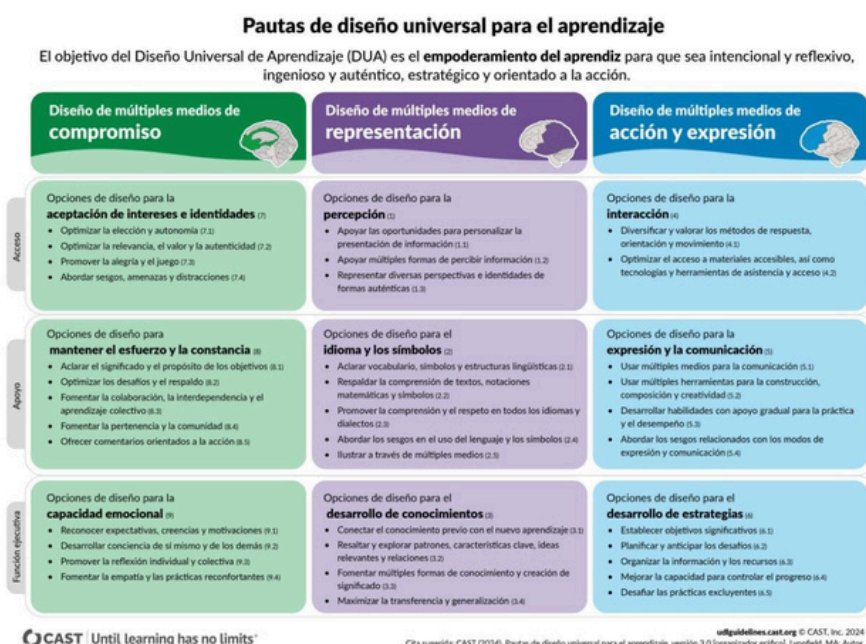 Pautas de diseño universal para el aprendizaje
El objetivo del Diseño Universal de Aprendizaje (DUA) es el empoderamiento del aprendiz para que sea intencional y reflexivo,
ingenioso y auténtico, estratégico y orientado a la acción.
Diseño de múltiples medios de
compromiso
Diseño de múltiples medios de
representación
Diseño de múltiples medios de
acción y expresión
Acceso
Opciones de diseño para la
aceptación de intereses e identidades (7)
• Optimizar la elección y autonomía (7.1)
• Optimizar la relevancia, el valor y la autenticidad (7.2)
• Promover la alegría y el juego (7.3)
• Abordar sesgos, amenazas y distracciones (7.4)
Opciones de diseño para la
percepción (1)
• Apoyar las oportunidades para personalizar la
presentación de información (1.1)
• Apoyar múltiples formas de percibir información (1.2)
• Representar diversas perspectivas e identidades de
formas auténticas (1.3)
Opciones de diseño para la
interacción (4)
• Diversificar y valorar los métodos de respuesta,
orientación y movimiento (4.1)
• Optimizar el acceso a materiales accesibles, así como
tecnologías y herramientas de asistencia y acceso (4.2)
Apoyo
Opciones de diseño para
mantener el esfuerzo y la constancia (8)
• Aclarar el significado y el propósito de los objetivos (8.1)
• Optimizar los desafíos y el respaldo (8.2)
• Fomentar la colaboración, la interdependencia y el
aprendizaje colectivo (8.3)
• Fomentar la pertenencia y la comunidad (8.4)
• Ofrecer comentarios orientados a la acción (8.5)
Opciones de diseño para el
idioma y los símbolos (2)
• Aclarar vocabulario, símbolos y estructuras lingüísticas (2.1)
• Respaldar la comprensión de textos, notaciones
matemáticas y símbolos (2.2)
• Promover la comprensión y el respeto en todos los idiomas y
dialectos (2.3)
• Abordar los sesgos en el uso del lenguaje y los símbolos (2.4)
• Ilustrar a través de múltiples medios (2.5)
Opciones de diseño para la
expresión y la comunicación (5)
• Usar múltiples medios para la comunicación (5.1)
• Usar múltiples herramientas para la construcción,
composición y creatividad (5.2)
• Desarrollar habilidades con apoyo gradual para la práctica
y el desempeño (5.3)
• Abordar los sesgos relacionados con los modos de
expresión y comunicación (5.4)
Función ejecutiva
Opciones de diseño para la
capacidad emocional (9)
• Reconocer expectativas, creencias y motivaciones (9.1)
• Desarrollar conciencia de sí mismo y de los demás (9.2)
• Promover la reflexión individual y colectiva (9.3)
• Fomentar la empatía y las prácticas reconfortantes (9.4)
Opciones de diseño para el
desarrollo de conocimientos (3)
• Conectar el conocimiento previo con el nuevo aprendizaje (3.1)
• Resaltar y explorar patrones, características clave, ideas
relevantes y relaciones (3.2)
• Fomentar múltiples formas de conocimiento y creación de
significado (3.3)
• Maximizar la transferencia y generalización (3.4)
Opciones de diseño para el
desarrollo de estrategias (6)
• Establecer objetivos significativos (6.1)
• Planificar y anticipar los desafíos (6.2)
• Organizar la información y los recursos (6.3)
• Mejorar la capacidad para controlar el progreso (6.4)
• Desafiar las prácticas excluyentes (6.5)
CAST | Until learning has no limits
udlguidelines.cast.org © CAST, Inc. 2024
Cita sugerida: CAST (2024). Pautas de diseño universal para el aprendizaje, versión 3.0 [organizador gráfico]. Lynnfield, MA: Autor.